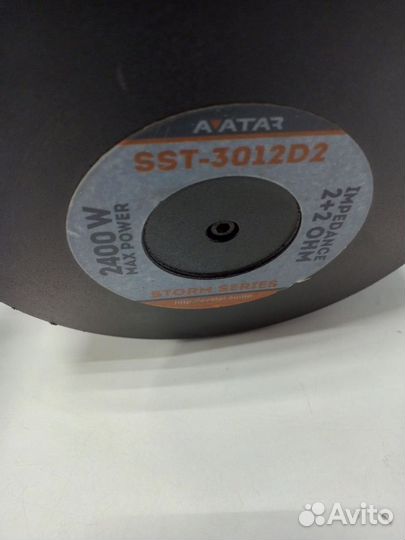 AVATAR
SST-3012D2
2400 W
MAX POWER
IMPEDANCE
2+2 OHM
STORM SERIES
Avito